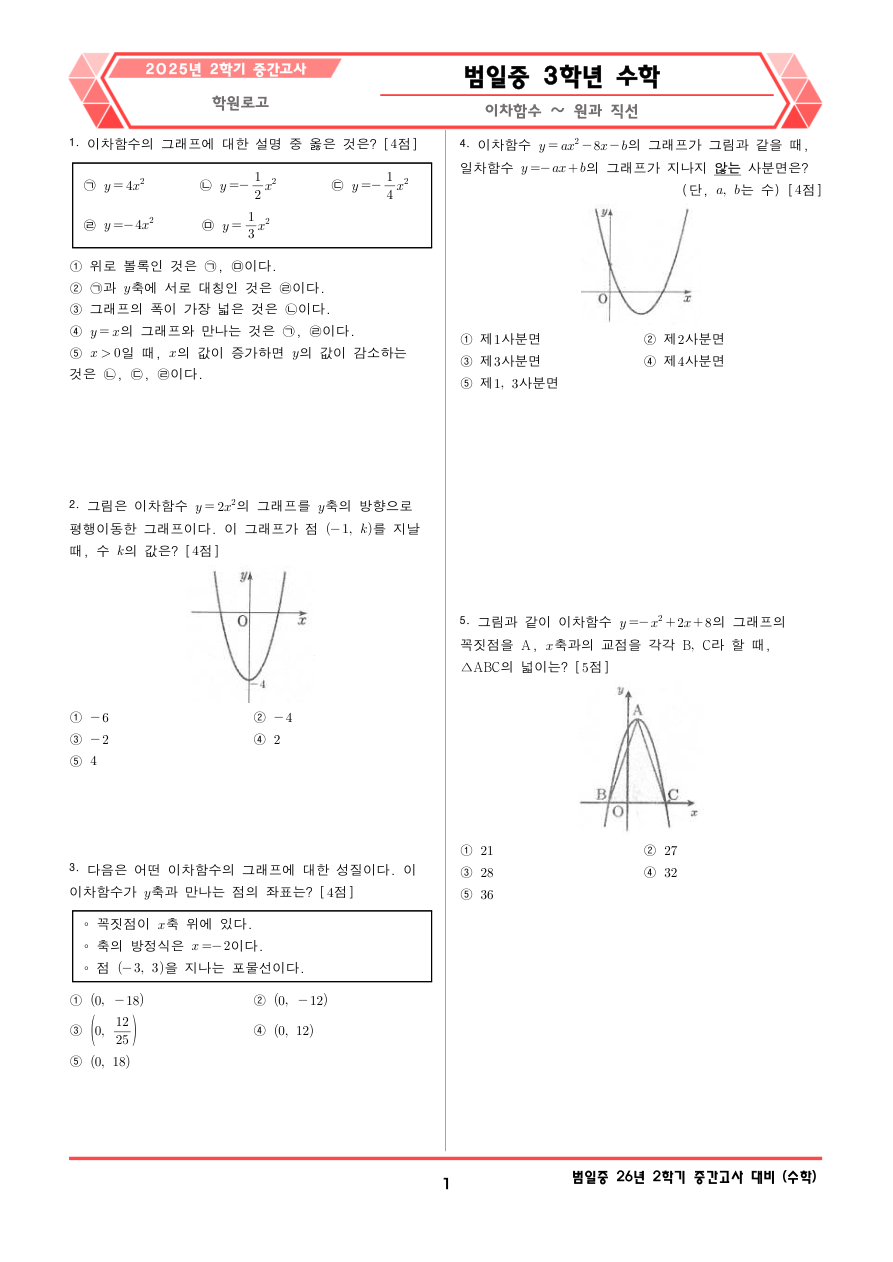 2025년 2학기 중간고사
범일중 3학년 수학
학원로고
이차함수 ~ 원과 직선
1. 이차함수의 그래프에 대한 설명 중 옳은 것은? [4점]
㉠ y=4x² ㉡ y=-1/2x² ㉢ y=-1/4x²
㉣ y=-4x² ㉤ y=1/3x²
① 위로 볼록인 것은 ㉠, ㉤이다.
② ㉠과 y축에 서로 대칭인 것은 ㉣이다.
③ 그래프의 폭이 가장 넓은 것은 ㉡이다.
④ y=x의 그래프와 만나는 것은 ㉠, ㉣이다.
⑤ x>0일 때, x의 값이 증가하면 y의 값이 감소하는
것은 ㉡, ㉢, ㉣이다.
2. 그림은 이차함수 y=2x²의 그래프를 y축의 방향으로
평행이동한 그래프이다. 이 그래프가 점 (-1, k)를 지날
때, 수 k의 값은? [4점]
y
O x
-4
① -6 ② -4
③ -2 ④ 2
⑤ 4
3. 다음은 어떤 이차함수의 그래프에 대한 성질이다. 이
이차함수가 y축과 만나는 점의 좌표는? [4점]
◦ 꼭짓점이 x축 위에 있다.
◦ 축의 방정식은 x=-2이다.
◦ 점 (-3, 3)을 지나는 포물선이다.
① (0, -18) ② (0, -12)
③ (0, 12/25) ④ (0, 12)
⑤ (0, 18)
4. 이차함수 y=ax²-8x-b의 그래프가 그림과 같을 때,
일차함수 y=-ax+b의 그래프가 지나지 않는 사분면은?
(단, a, b는 수) [4점]
y
O x
① 제1사분면 ② 제2사분면
③ 제3사분면 ④ 제4사분면
⑤ 제1, 3사분면
5. 그림과 같이 이차함수 y=-x²+2x+8의 그래프의
꼭짓점을 A, x축과의 교점을 각각 B, C라 할 때,
△ABC의 넓이는? [5점]
y
A
B C
O x
① 21 ② 27
③ 28 ④ 32
⑤ 36
범일중 26년 2학기 중간고사 대비 (수학)
1